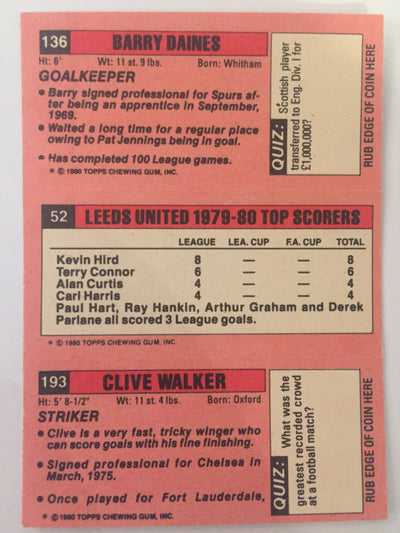 136 BARRY DAINES
Ht: 6' Wt: 11 st. 9 lbs. Born: Whitham
GOALKEEPER
• Barry signed professional for Spurs af-
ter being an apprentice in September,
1969.
• Waited a long time for a regular place
owing to Pat Jennings being in goal.
• Has completed 100 League games.
* © 1980 TOPPS CHEWING GUM, INC.
QUIZ: Scottish player
transferred to Eng. Div. I for
£1,000,000?
RUB EDGE OF COIN HERE
52 LEEDS UNITED 1979-80 TOP SCORERS
LEAGUE LEA. CUP F.A. CUP TOTAL
Kevin Hird 8 — — 8
Terry Connor 6 — — 6
Alan Curtis 4 — — 4
Carl Harris 4 — — 4
Paul Hart, Ray Hankin, Arthur Graham and Derek
Parlane all scored 3 League goals.
* © 1980 TOPPS CHEWING GUM, INC.
193 CLIVE WALKER
Ht: 5' 8-1/2" Wt: 11 st. 4 lbs. Born: Oxford
STRIKER
• Clive is a very fast, tricky winger who
can score goals with his fine finishing.
• Signed professional for Chelsea in
March, 1975.
• Once played for Fort Lauderdale,
* © 1980 TOPPS CHEWING GUM, INC.
QUIZ: What was the
greatest recorded crowd
at a football match?
RUB EDGE OF COIN HERE